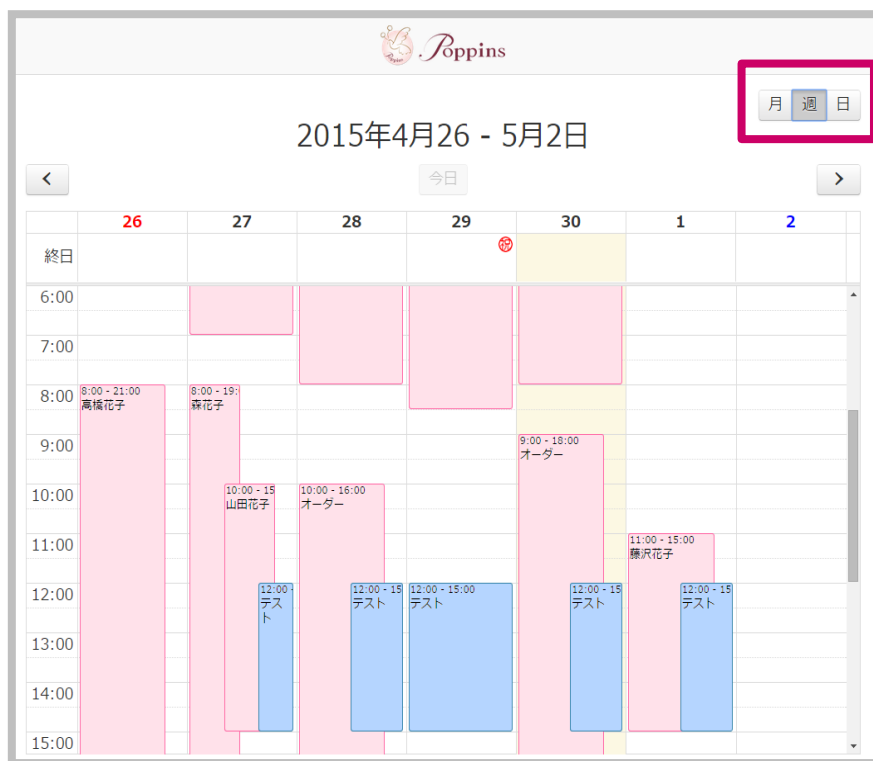 Poppins
月 週 日
2015年4月26 - 5月2日
今日
26 27 28 29 30 1 2
終日 ㊗
6:00
7:00
8:00 8:00 - 21:00 8:00 - 19:
高橋花子 森花子
9:00 9:00 - 18:00
オーダー
10:00 10:00 - 15 10:00 - 16:00
山田花子 オーダー
11:00 11:00 - 15:00
藤沢花子
12:00 12:00 - 12:00 - 15 12:00 - 15:00 12:00 - 15 12:00 - 15
テス テスト テスト テスト テスト
ト
13:00
14:00
15:00